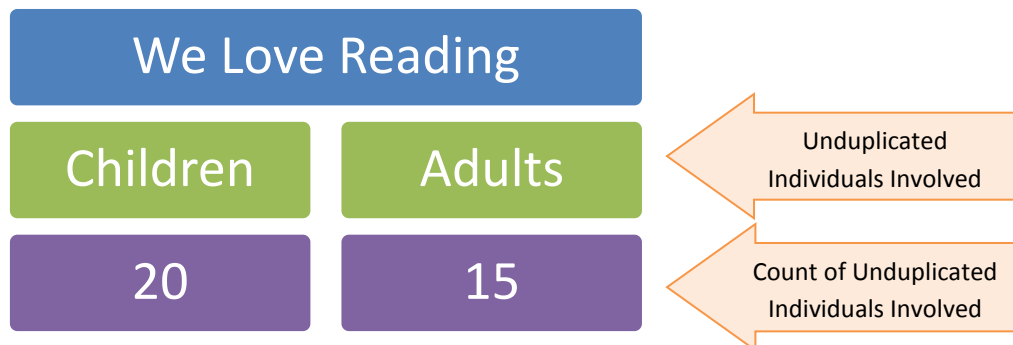 We Love Reading
Children
Adults
Unduplicated
Individuals Involved
20
15
Count of Unduplicated
Individuals Involved